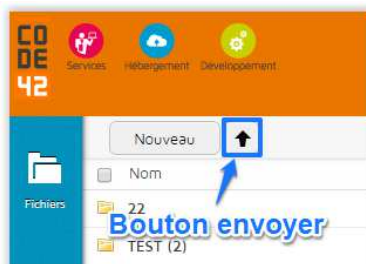 CO
DE
42
Services
Hébergement
Développement
Nouveau
Nom
Fichiers
22
Bouton envoyer
TEST (2)